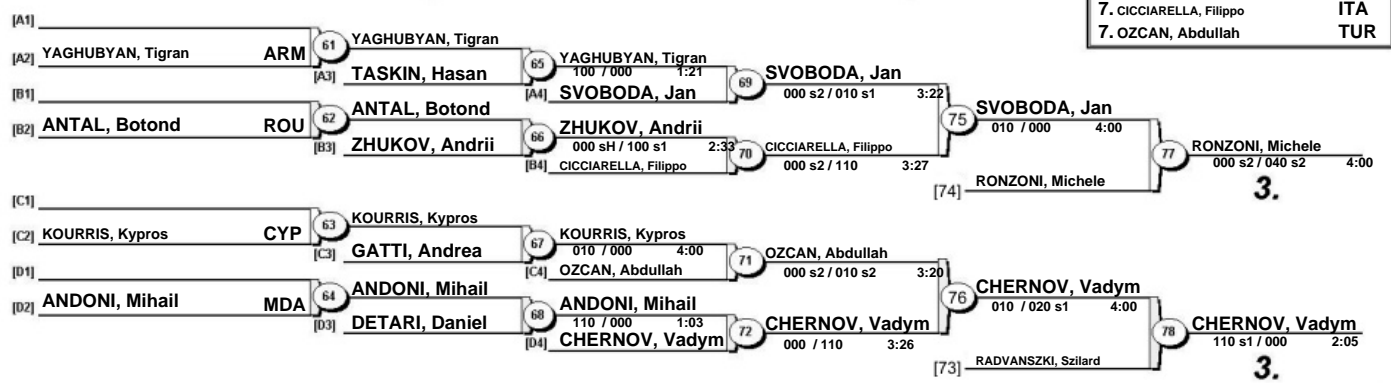 7. CICCIARELLA, Filippo ITA
7. OZCAN, Abdullah TUR
[A1]
[A2] YAGHUBYAN, Tigran ARM
61
YAGHUBYAN, Tigran
[A3] TASKIN, Hasan
65
YAGHUBYAN, Tigran
100 / 000 1:21
[A4] SVOBODA, Jan
69
SVOBODA, Jan
000 s2 / 010 s1 3:22
[B1]
[B2] ANTAL, Botond ROU
62
ANTAL, Botond
[B3] ZHUKOV, Andrii
66
ZHUKOV, Andrii
000 sH / 100 s1 2:33
[B4] CICCIARELLA, Filippo
70
CICCIARELLA, Filippo
000 s2 / 110 3:27
75
SVOBODA, Jan
010 / 000 4:00
[74] RONZONI, Michele
77
RONZONI, Michele
000 s2 / 040 s2 4:00
3.
[C1]
[C2] KOURRIS, Kypros CYP
63
KOURRIS, Kypros
[C3] GATTI, Andrea
67
KOURRIS, Kypros
010 / 000 4:00
[C4] OZCAN, Abdullah
71
OZCAN, Abdullah
000 s2 / 010 s2 3:20
[D1]
[D2] ANDONI, Mihail MDA
64
ANDONI, Mihail
[D3] DETARI, Daniel
68
ANDONI, Mihail
110 / 000 1:03
[D4] CHERNOV, Vadym
72
CHERNOV, Vadym
000 / 110 3:26
76
CHERNOV, Vadym
010 / 020 s1 4:00
[73] RADVANSZKI, Szilard
78
CHERNOV, Vadym
110 s1 / 000 2:05
3.